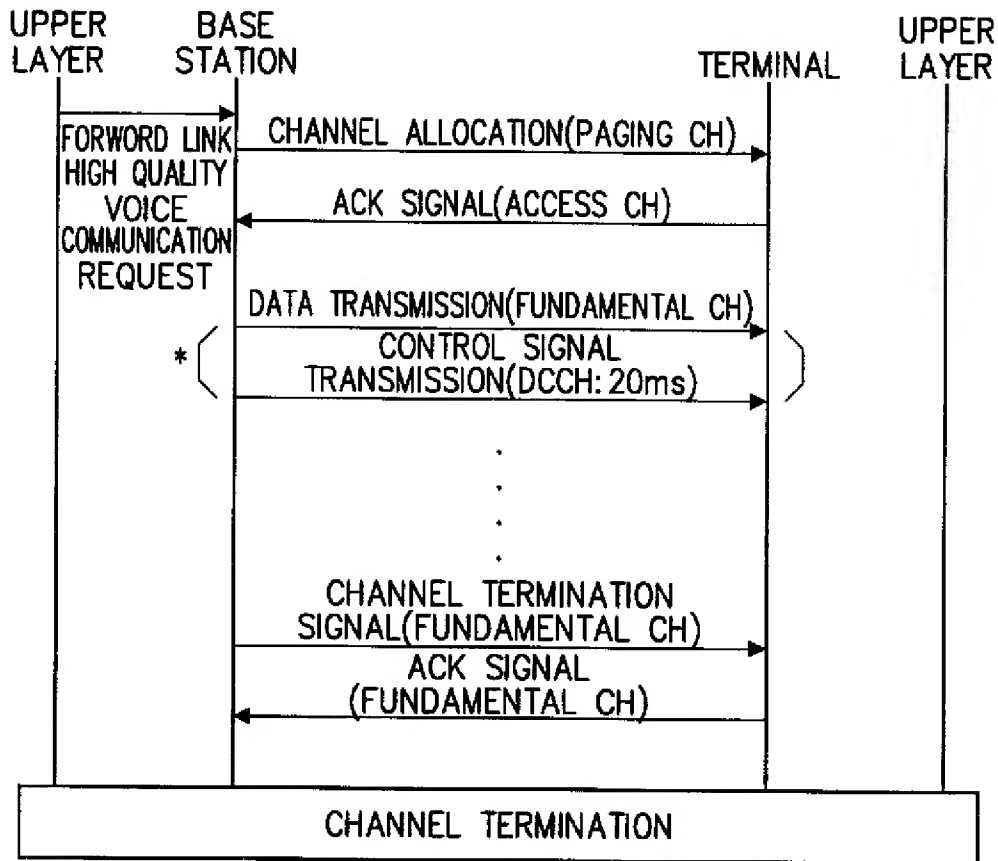 UPPER LAYER
BASE STATION
TERMINAL
UPPER LAYER
FORWORD LINK
HIGH QUALITY
VOICE
COMMUNICATION
REQUEST
CHANNEL ALLOCATION(PAGING CH)
ACK SIGNAL(ACCESS CH)
DATA TRANSMISSION(FUNDAMENTAL CH)
*
CONTROL SIGNAL
TRANSMISSION(DCCH: 20ms)
CHANNEL TERMINATION
SIGNAL(FUNDAMENTAL CH)
ACK SIGNAL
(FUNDAMENTAL CH)
CHANNEL TERMINATION